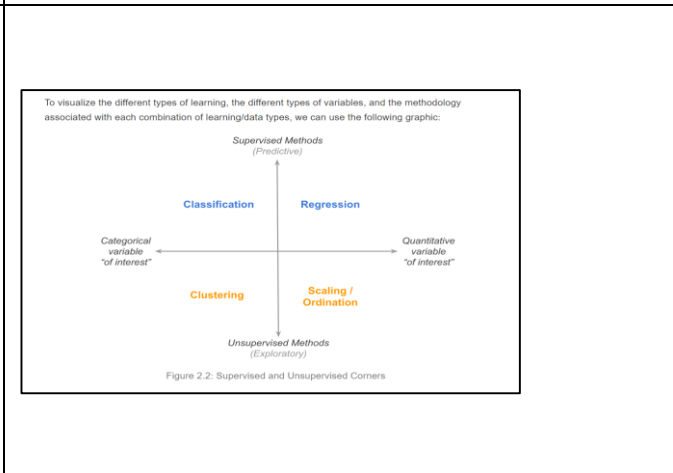 To visualize the different types of learning, the different types of variables, and the methodology
associated with each combination of learning/data types, we can use the following graphic:
Supervised Methods
(Predictive)
Classification
Regression
Categorical
variable
"of interest"
Quantitative
variable
"of interest"
Clustering
Scaling /
Ordination
Unsupervised Methods
(Exploratory)
Figure 2.2: Supervised and Unsupervised Corners